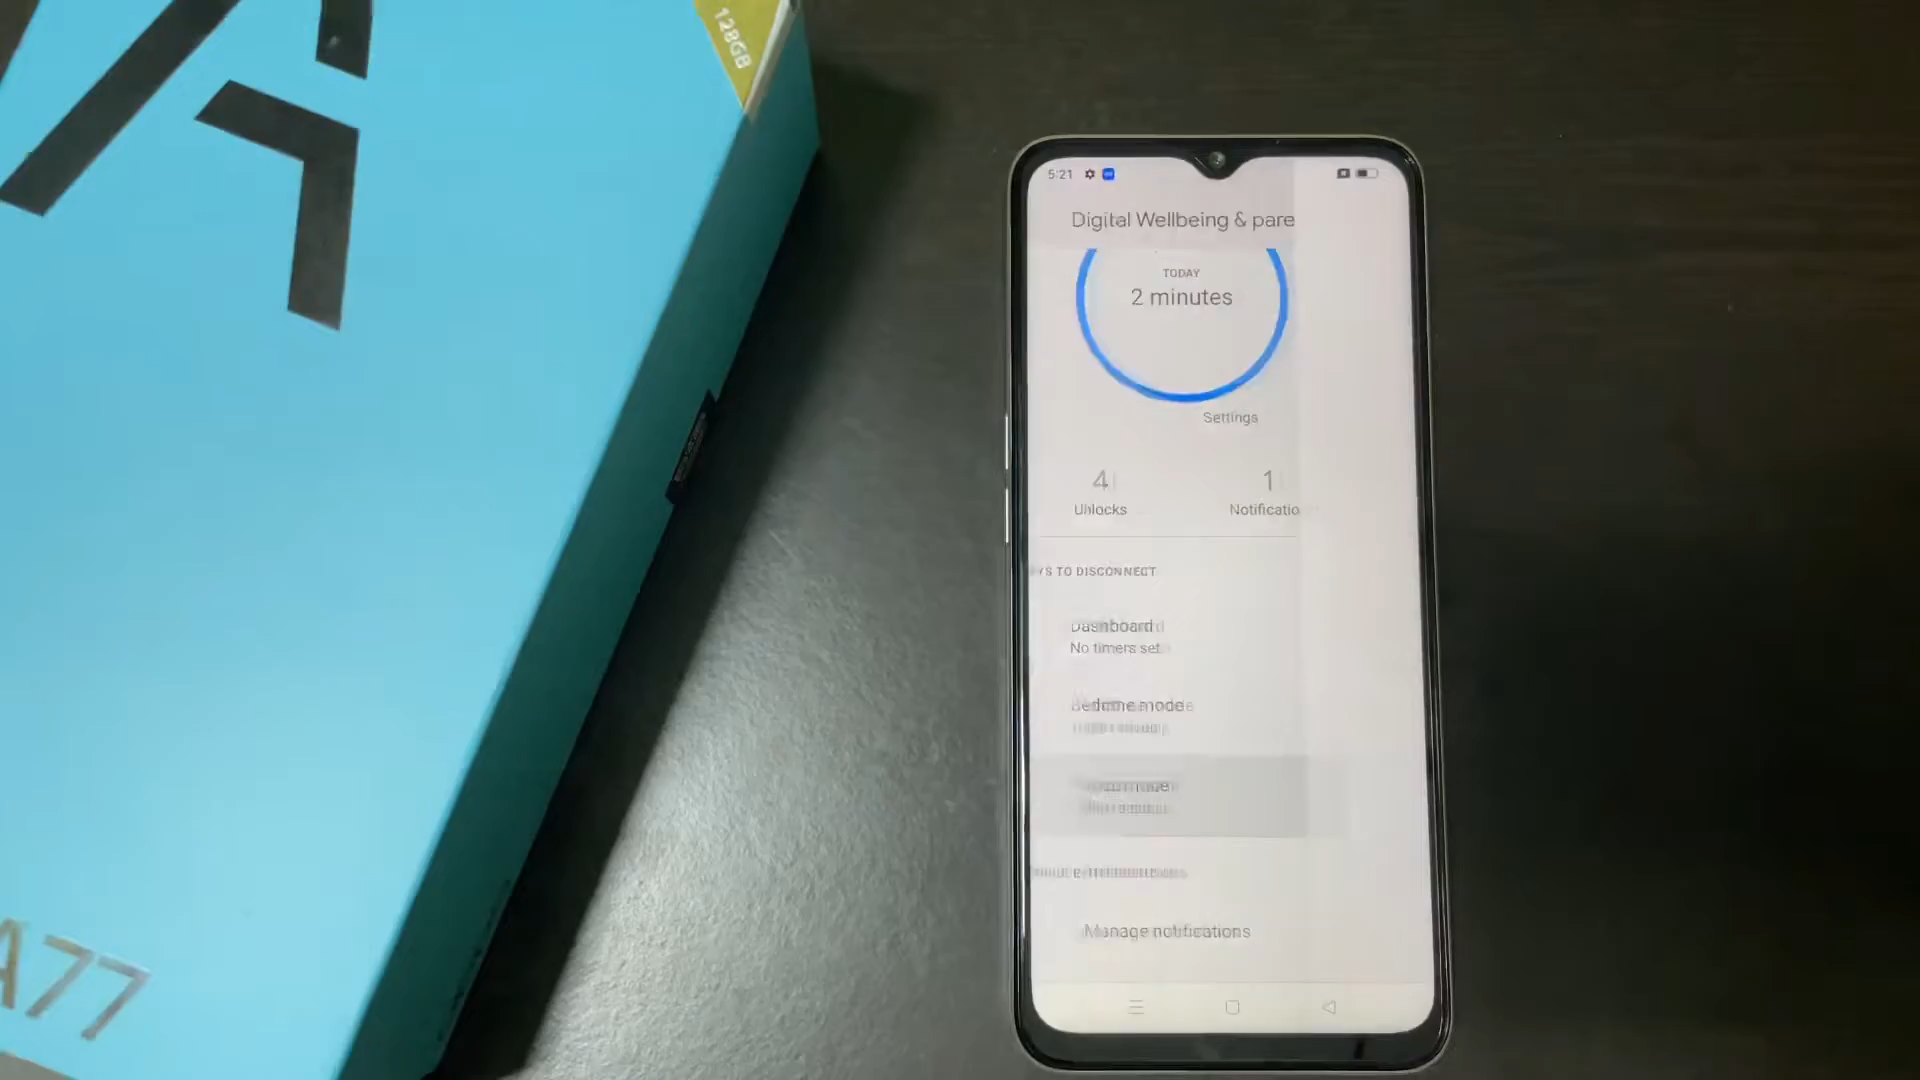 128GB
A77
5:21
Digital Wellbeing & pare
TODAY
2 minutes
Settings
4
1
Unlocks
Notificatio
YS TO DISCONNECT
Dashboard
No timers set
mode
Manage notifications